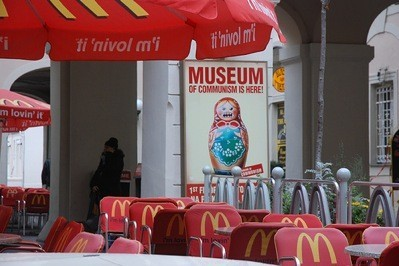 i'm lovin' it
i'm lovin' it
lovin' it
MUSEUM
OF COMMUNISM IS HERE!